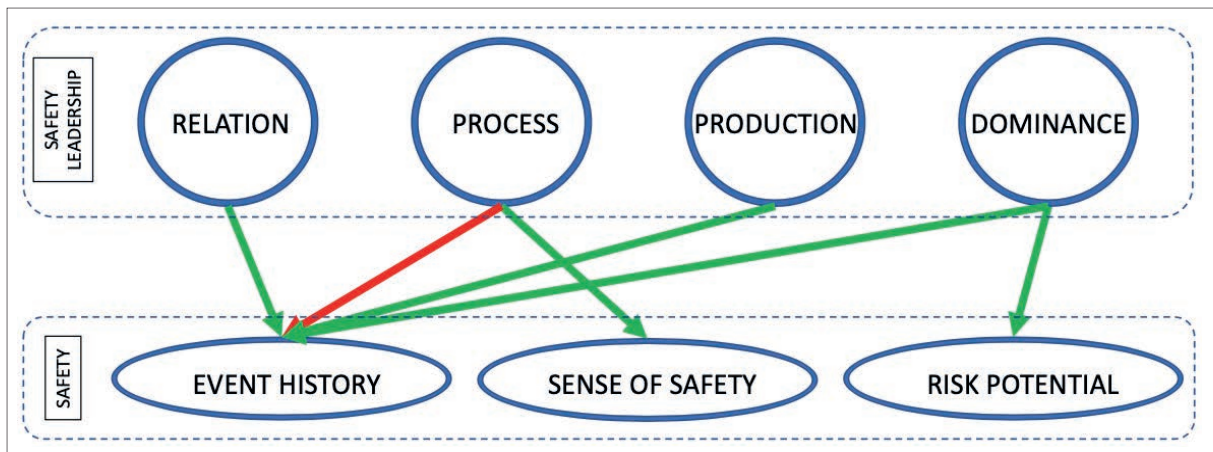 SAFETY
LEADERSHIP
RELATION
PROCESS
PRODUCTION
DOMINANCE
SAFETY
EVENT HISTORY
SENSE OF SAFETY
RISK POTENTIAL